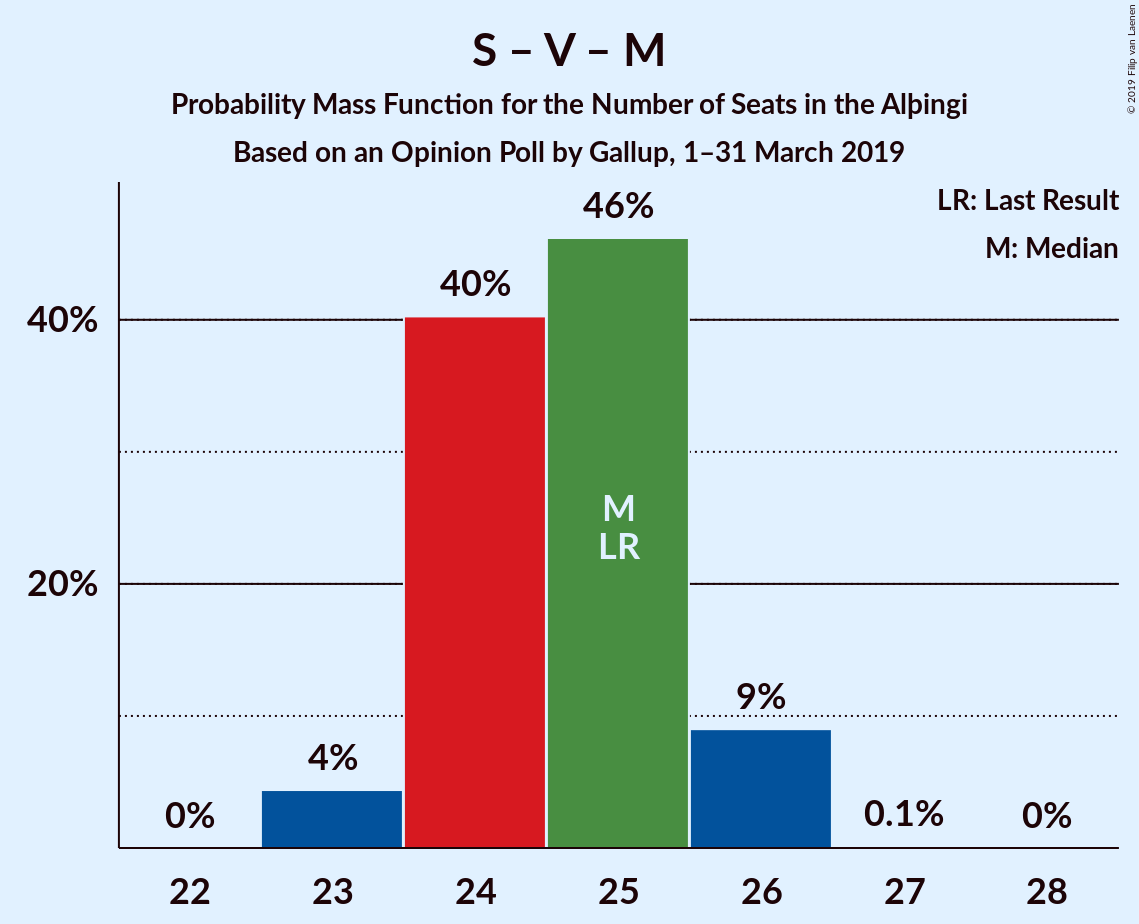 S – V – M
Probability Mass Function for the Number of Seats in the Alþingi
Based on an Opinion Poll by Gallup, 1–31 March 2019
© 2019 Filip van Laenen
LR: Last Result
M: Median
46%
40%
40%
M
LR
20%
9%
4%
0%
0.1%
0%
22 23 24 25 26 27 28